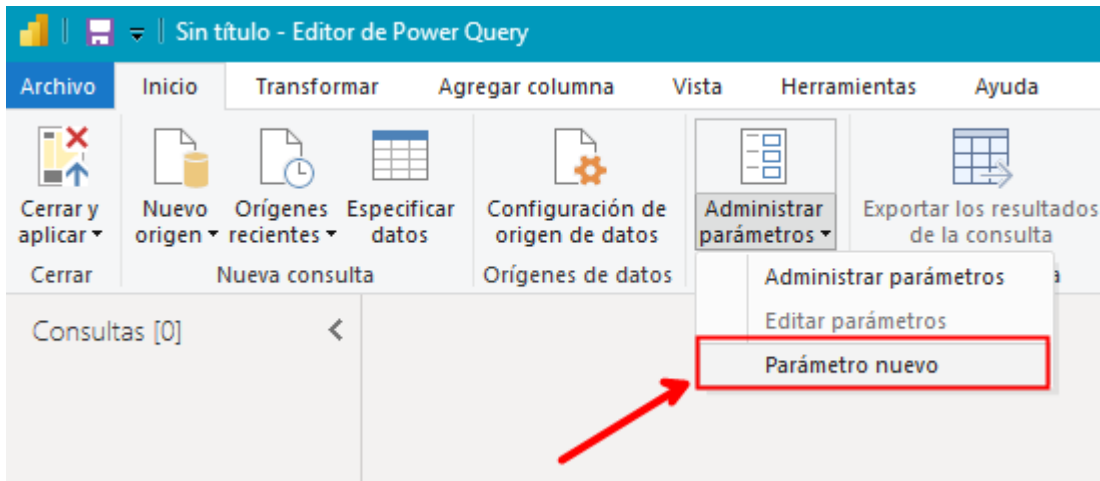 Sin título - Editor de Power Query
Archivo Inicio Transformar Agregar columna Vista Herramientas Ayuda
Cerrar y aplicar
Nuevo origen
Orígenes recientes
Especificar datos
Configuración de origen de datos
Administrar parámetros
Exportar los resultados de la consulta
Cerrar Nueva consulta Orígenes de datos
Administrar parámetros
Editar parámetros
Parámetro nuevo
Consultas [0]